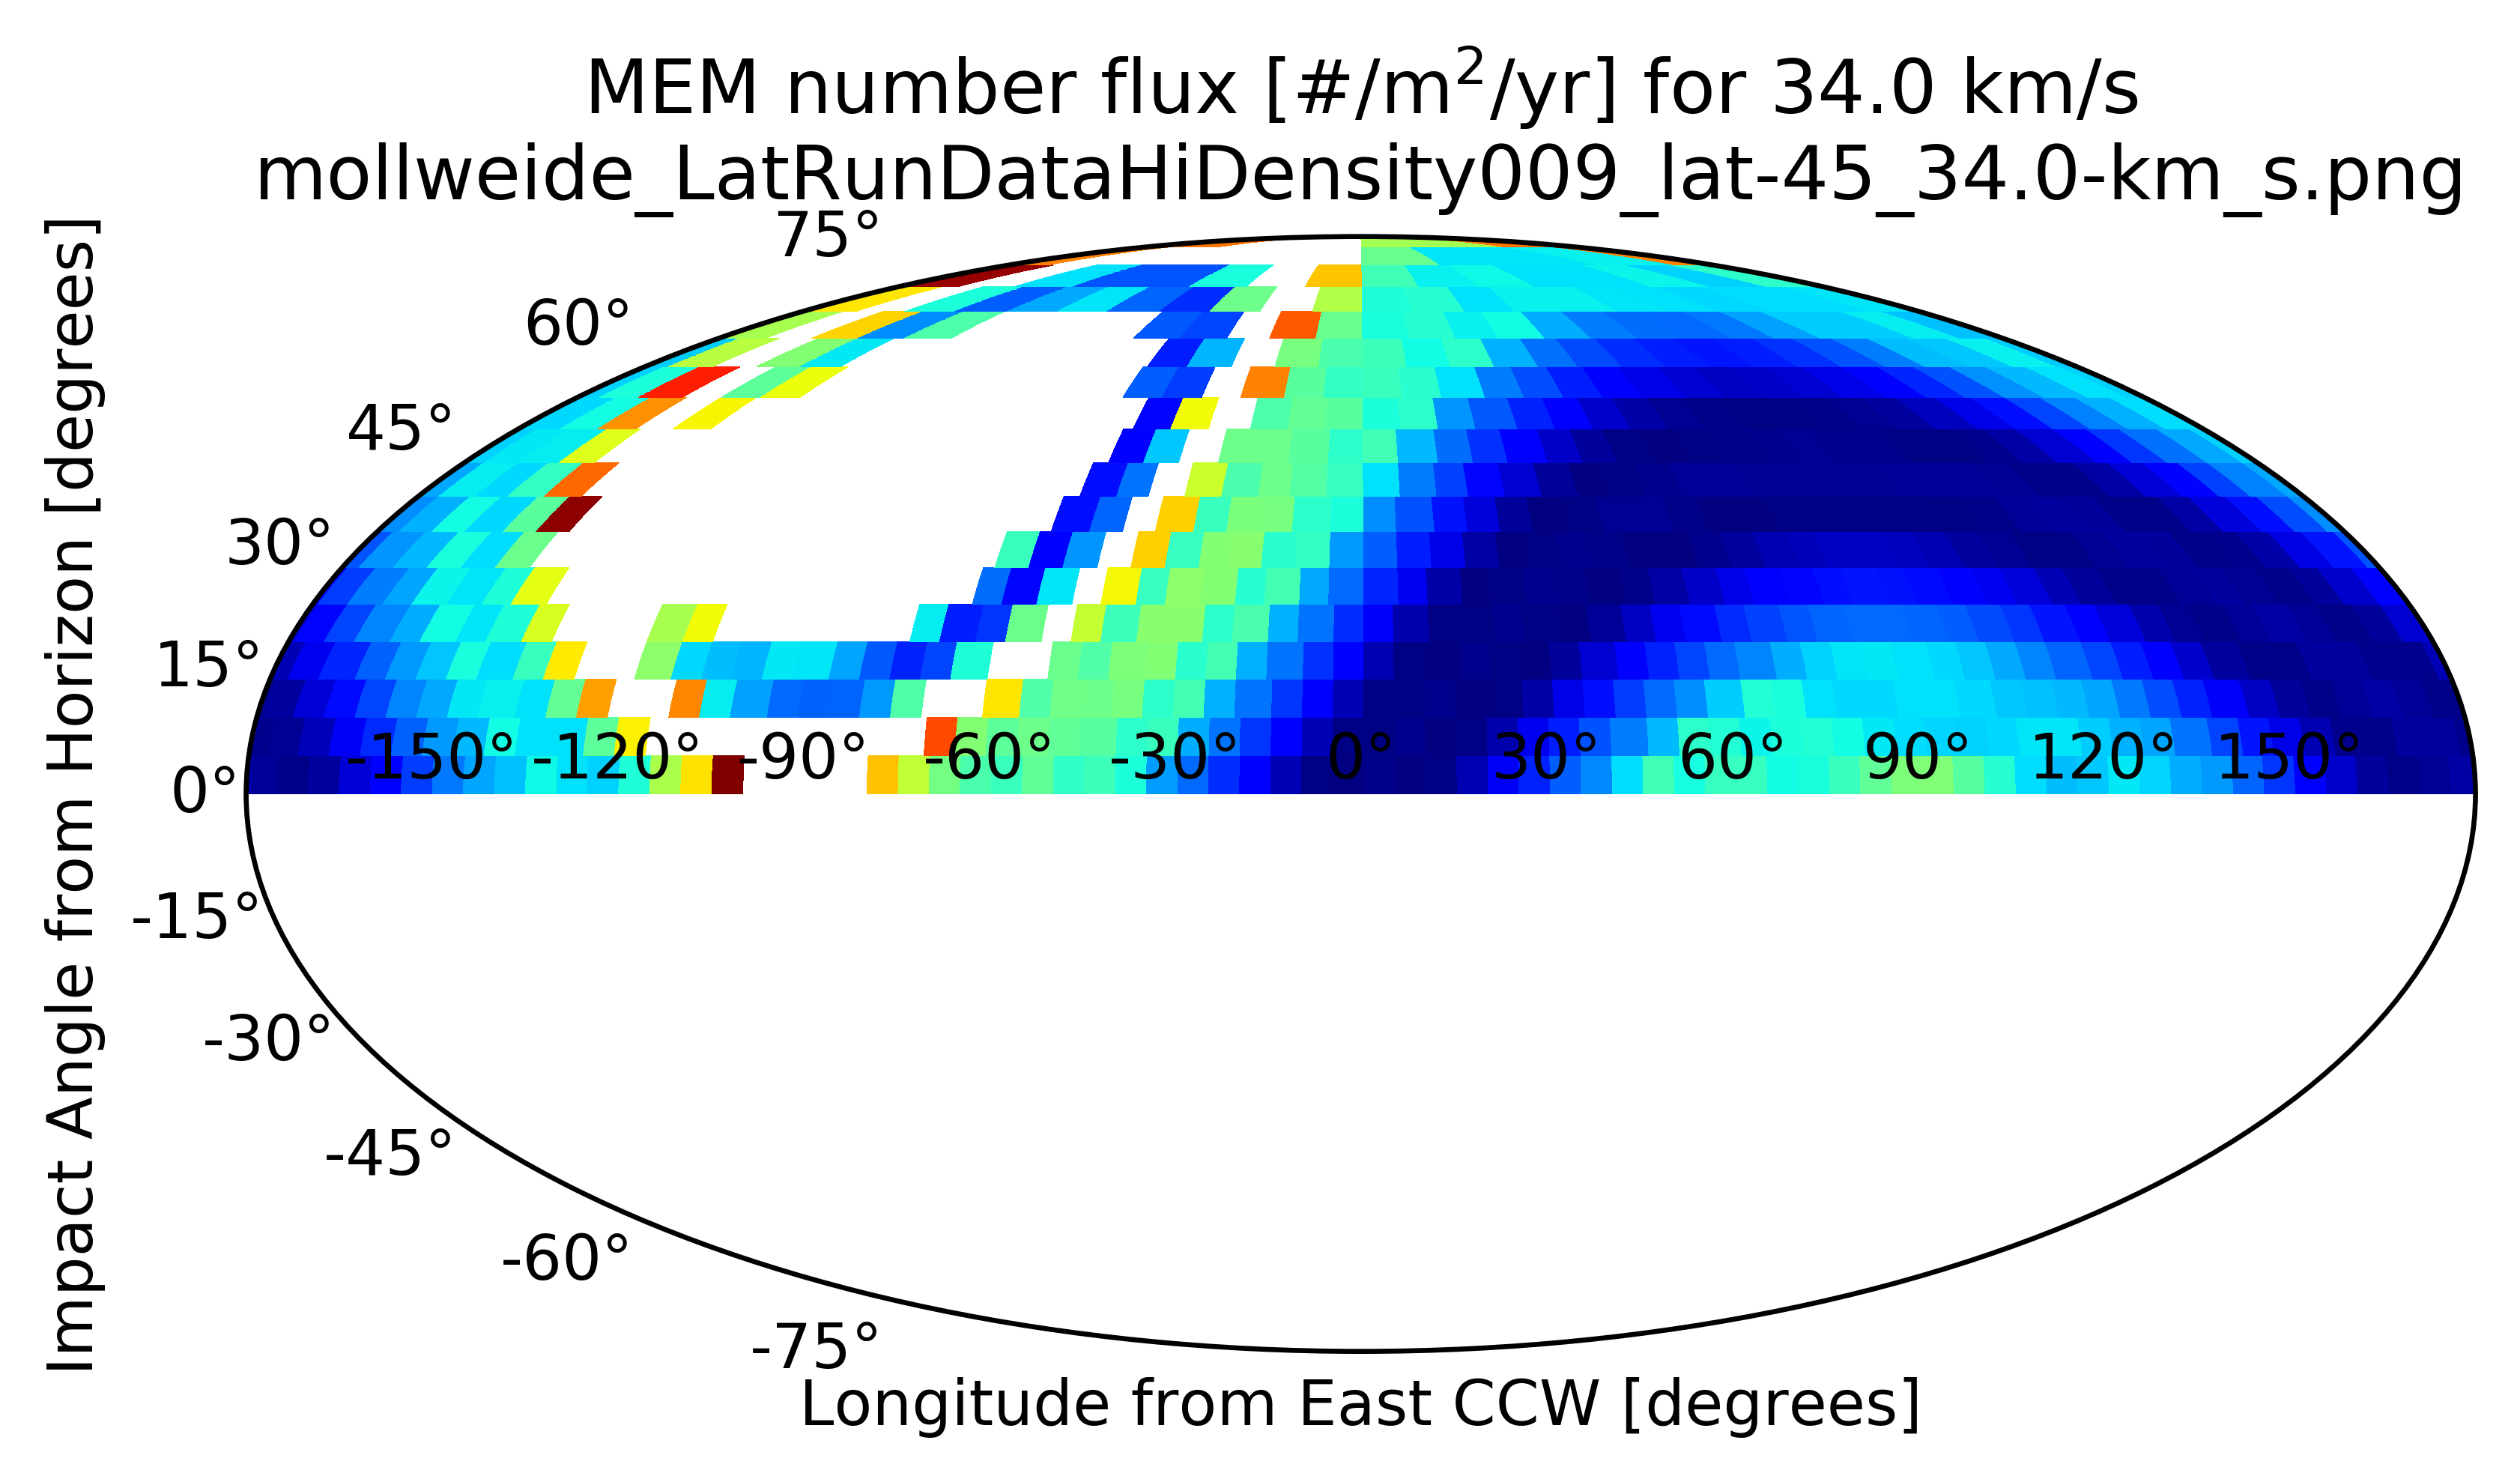 MEM number flux [#/m²/yr] for 34.0 km/s
mollweide_LatRunDataHiDensity009_lat-45_34.0-km_s.png
75°
60°
45°
30°
15°
0°
-15°
-30°
-45°
-60°
-75°
-150° -120° -90° -60° -30° 0° 30° 60° 90° 120° 150°
Impact Angle from Horizon [degrees]
Longitude from East CCW [degrees]